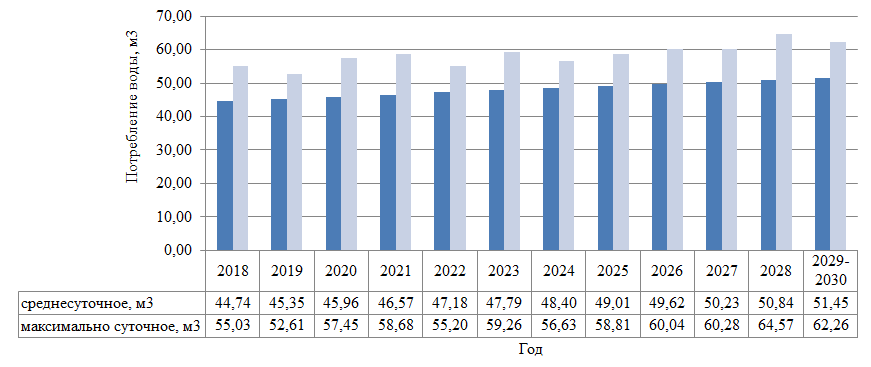 70,00
60,00
50,00
40,00
30,00
20,00
10,00
0,00
Потребление воды, м3
2018 2019 2020 2021 2022 2023 2024 2025 2026 2027 2028 2029-
2030
среднесуточное, м3 44,74 45,35 45,96 46,57 47,18 47,79 48,40 49,01 49,62 50,23 50,84 51,45
максимально суточное, м3 55,03 52,61 57,45 58,68 55,20 59,26 56,63 58,81 60,04 60,28 64,57 62,26
Год